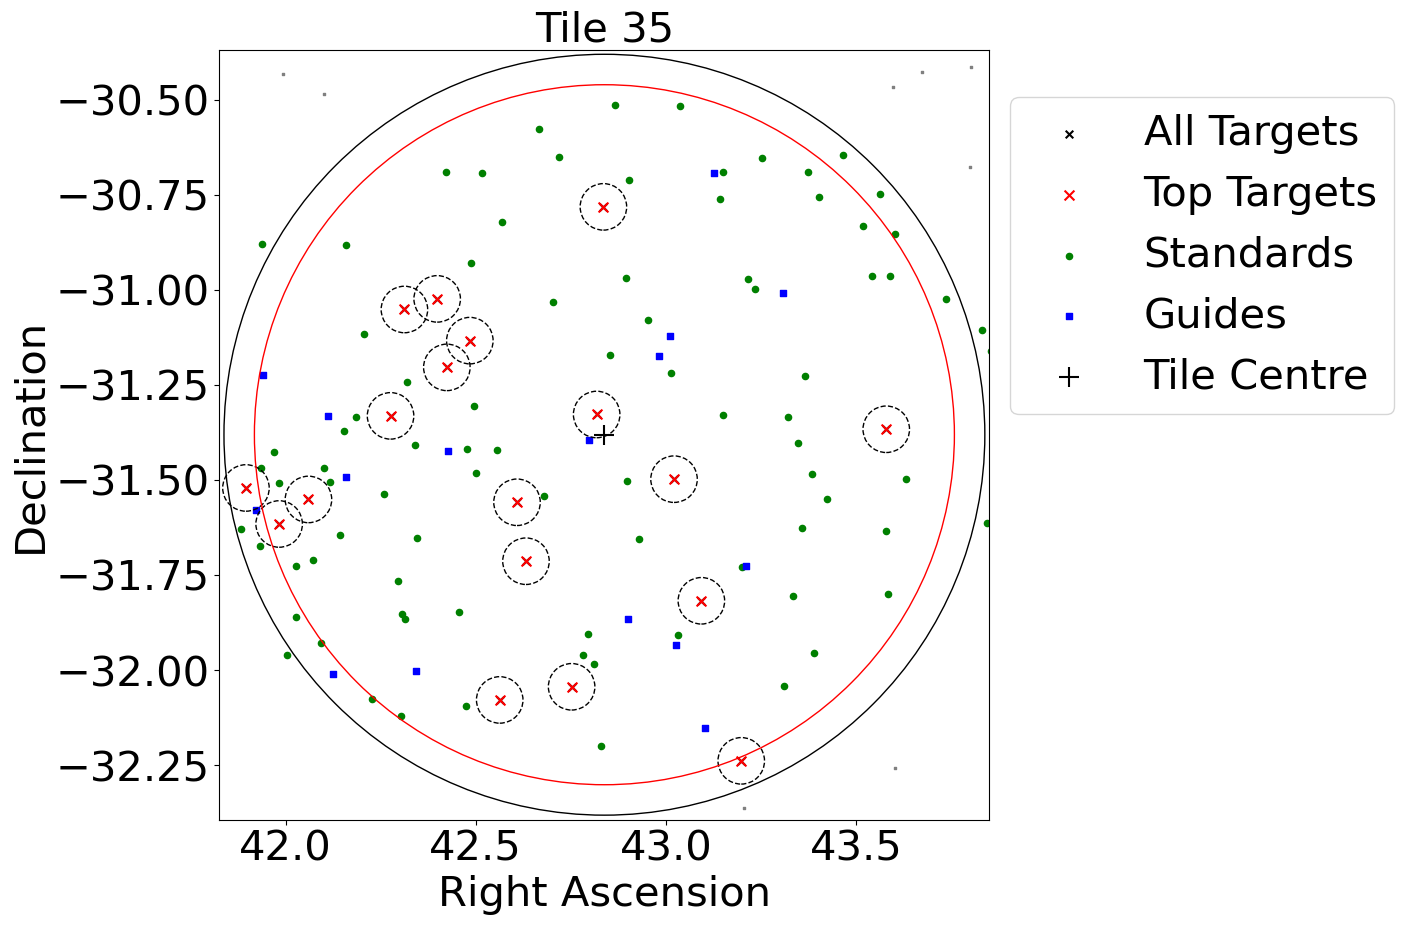 Tile 35
Declination
−30.50
−30.75
−31.00
−31.25
−31.50
−31.75
−32.00
−32.25
42.0 42.5 43.0 43.5
Right Ascension
All Targets
Top Targets
Standards
Guides
Tile Centre